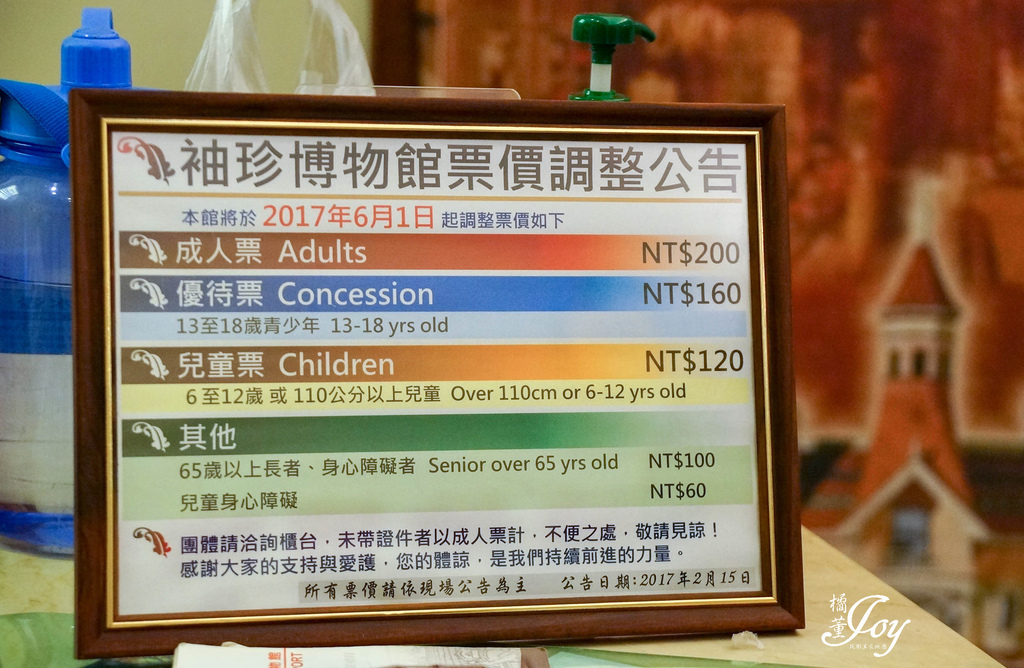 袖珍博物館票價調整公告
本館將於 2017年6月1日 起調整票價如下
成人票 Adults NT$200
優待票 Concession NT$160
13至18歲青少年 13-18 yrs old
兒童票 Children NT$120
6至12歲 或 110公分以上兒童 Over 110cm or 6-12 yrs old
其他
65歲以上長者、身心障礙者 Senior over 65 yrs old NT$100
兒童身心障礙 NT$60
團體請洽詢櫃台，未帶證件者以成人票計，不便之處，敬請見諒！
感謝大家的支持與愛護，您的體諒，是我們持續前進的力量。
所有票價請依現場公告為主 公告日期:2017年2月15日
橘董 Joy